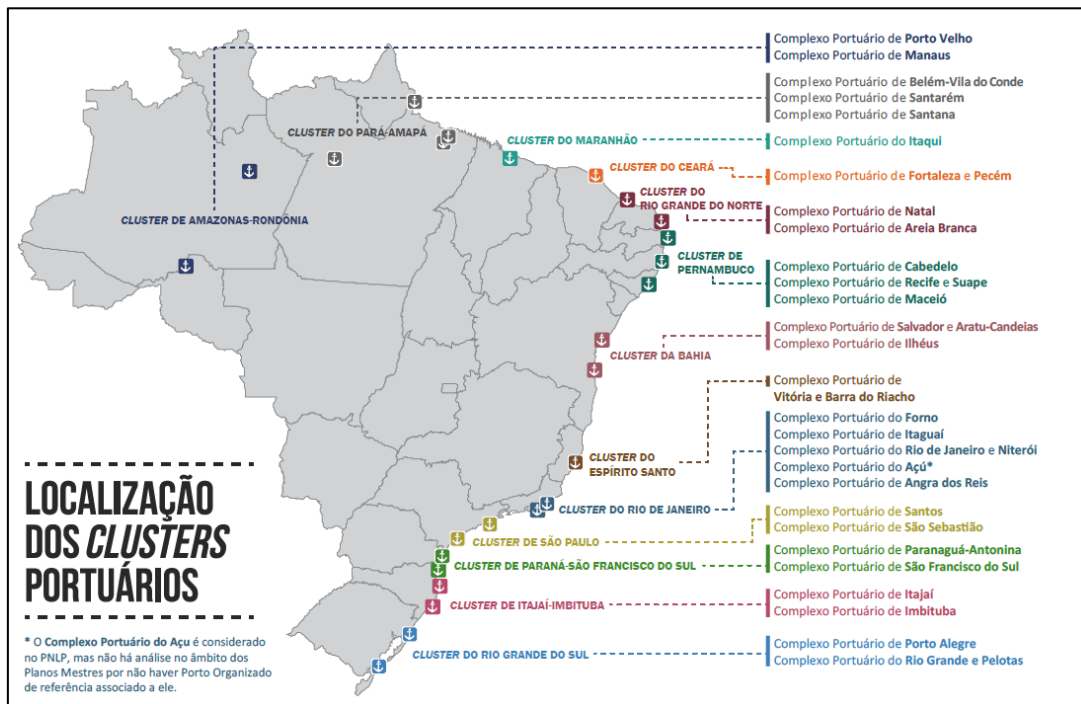 Complexo Portuário de Porto Velho
Complexo Portuário de Manaus
Complexo Portuário de Belém-Vila do Conde
Complexo Portuário de Santarém
Complexo Portuário de Santana
CLUSTER DO PARÁ-AMAPÁ
CLUSTER DO MARANHÃO
Complexo Portuário do Itaqui
CLUSTER DO CEARÁ
Complexo Portuário de Fortaleza e Pecém
CLUSTER DO
RIO GRANDE DO NORTE
Complexo Portuário de Natal
Complexo Portuário de Areia Branca
CLUSTER DE AMAZONAS-RONDÔNIA
CLUSTER DE
PERNAMBUCO
Complexo Portuário de Cabedelo
Complexo Portuário de Recife e Suape
Complexo Portuário de Maceió
CLUSTER DA BAHIA
Complexo Portuário de Salvador e Aratu-Candeias
Complexo Portuário de Ilhéus
CLUSTER DO
ESPÍRITO SANTO
Complexo Portuário de
Vitória e Barra do Riacho
CLUSTER DO RIO DE JANEIRO
Complexo Portuário do Forno
Complexo Portuário de Itaguaí
Complexo Portuário do Rio de Janeiro e Niterói
Complexo Portuário do Açú*
Complexo Portuário de Angra dos Reis
CLUSTER DE SÃO PAULO
Complexo Portuário de Santos
Complexo Portuário de São Sebastião
CLUSTER DE PARANÁ-SÃO FRANCISCO DO SUL
Complexo Portuário de Paranaguá-Antonina
Complexo Portuário de São Francisco do Sul
CLUSTER DE ITAJAÍ-IMBITUBA
Complexo Portuário de Itajaí
Complexo Portuário de Imbituba
CLUSTER DO RIO GRANDE DO SUL
Complexo Portuário de Porto Alegre
Complexo Portuário do Rio Grande e Pelotas
LOCALIZAÇÃO
DOS CLUSTERS
PORTUÁRIOS
* O Complexo Portuário do Açu é considerado
no PNLP, mas não há análise no âmbito dos
Planos Mestres por não haver Porto Organizado
de referência associado a ele.